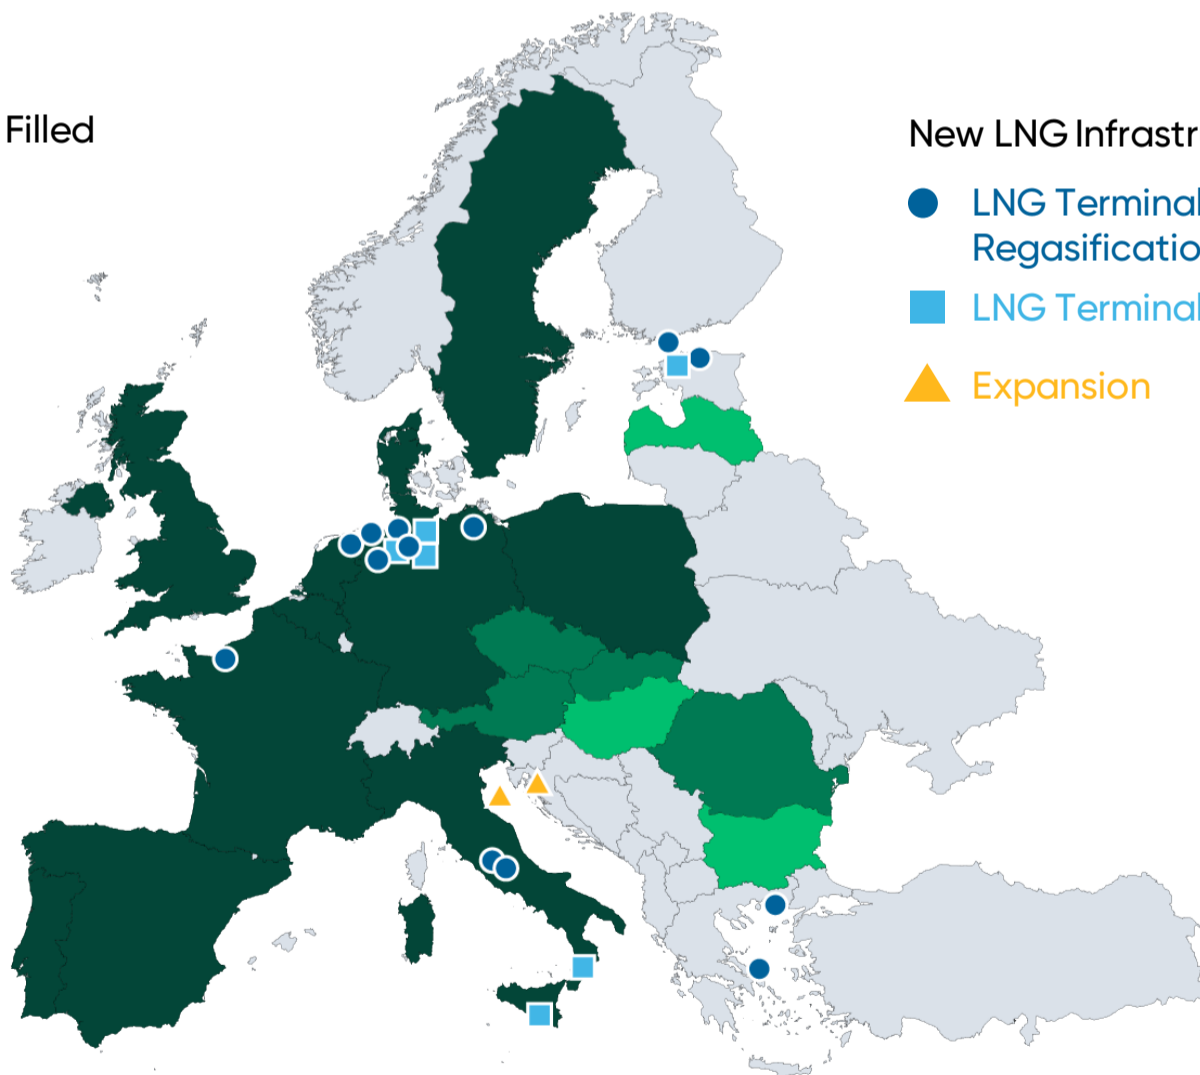 Filled
New LNG Infrastr
LNG Terminal
Regasificatio
LNG Terminal
Expansion